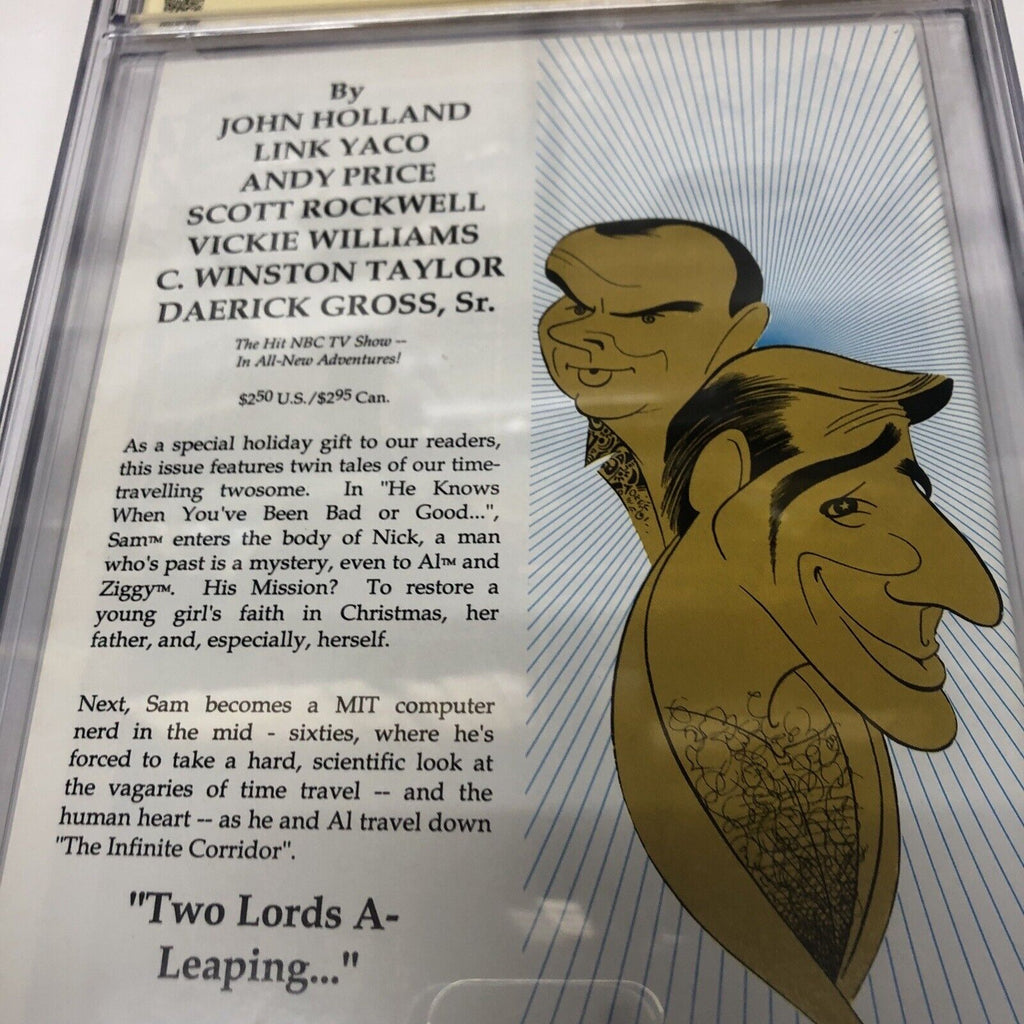 By
JOHN HOLLAND
LINK YACO
ANDY PRICE
SCOTT ROCKWELL
VICKIE WILLIAMS
C. WINSTON TAYLOR
DAERICK GROSS, Sr.
The Hit NBC TV Show --
In All-New Adventures!
$250 U.S./$295 Can.
As a special holiday gift to our readers,
this issue features twin tales of our time-
travelling twosome. In "He Knows
When You've Been Bad or Good...",
Sam™ enters the body of Nick, a man
who's past is a mystery, even to Al™ and
Ziggy™. His Mission? To restore a
young girl's faith in Christmas, her
father, and, especially, herself.
Next, Sam becomes a MIT computer
nerd in the mid - sixties, where he's
forced to take a hard, scientific look at
the vagaries of time travel -- and the
human heart -- as he and Al travel down
"The Infinite Corridor".
"Two Lords A-
Leaping..."